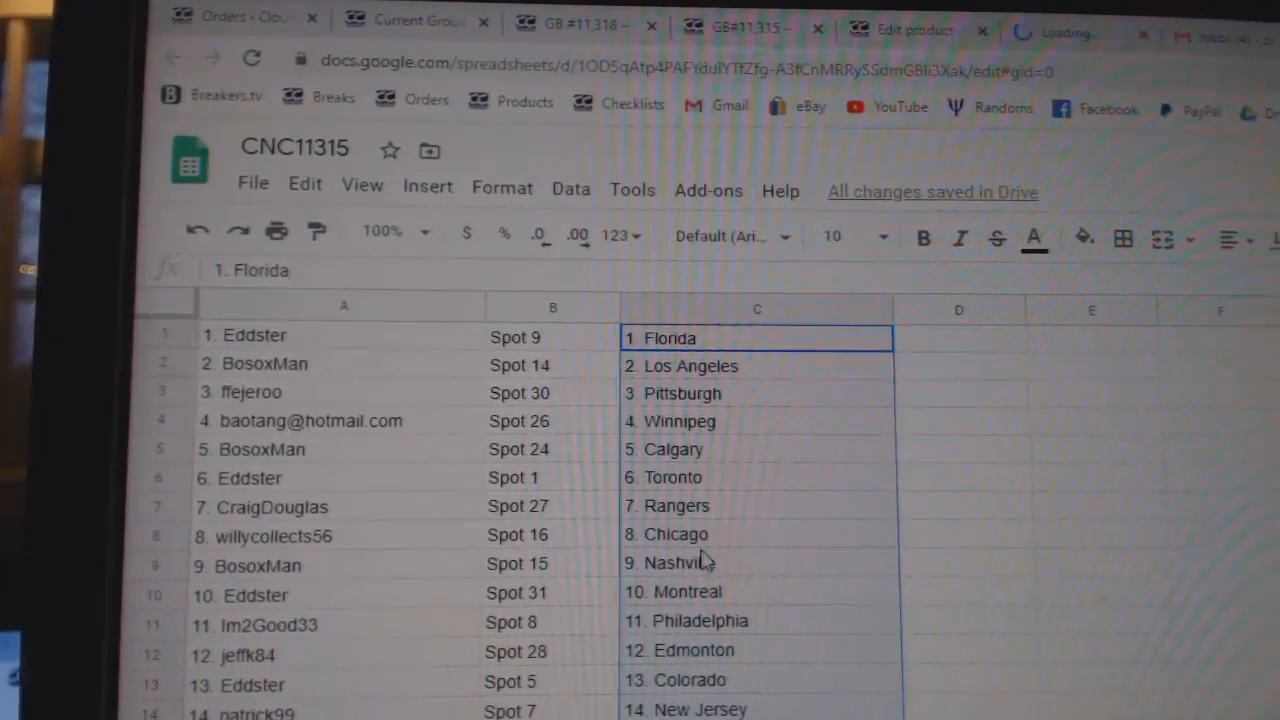 Orders ‹ Clou
Current Grou
GB #11,318 –
GB#11,315 –
Edit product
Loading...
docs.google.com/spreadsheets/d/
Breakers.tv
Breaks
Orders
Products
Checklists
Gmail
eBay
YouTube
Randoms
Facebook
PayPal
CNC11315
File Edit View Insert Format Data Tools Add-ons Help All changes saved in Drive
100% $ % .0 .00 123 Default (Ari... 10 B I S A
fx 1. Florida
A B C D E F
1 1. Eddster Spot 9 1. Florida
2 2. BosoxMan Spot 14 2. Los Angeles
3 3. ffejeroo Spot 30 3. Pittsburgh
4 4. baotang@hotmail.com Spot 26 4. Winnipeg
5 5. BosoxMan Spot 24 5. Calgary
6 6. Eddster Spot 1 6. Toronto
7 7. CraigDouglas Spot 27 7. Rangers
8 8. willycollects56 Spot 16 8. Chicago
9 9. BosoxMan Spot 15 9. Nashville
10 10. Eddster Spot 31 10. Montreal
11 11. Im2Good33 Spot 8 11. Philadelphia
12 12. jeffk84 Spot 28 12. Edmonton
13 13. Eddster Spot 5 13. Colorado
14 14. patrick99 Spot 7 14. New Jersey